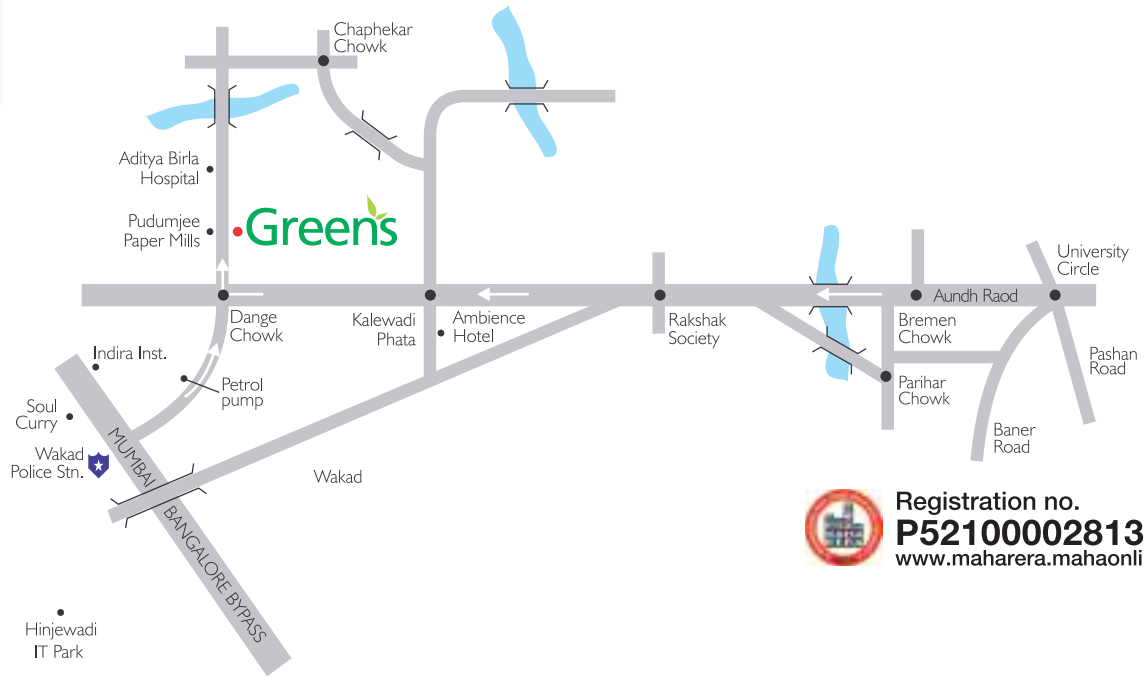 Chaphekar
Chowk
Aditya Birla
Hospital
Pudumjee
Paper Mills
Greens
University
Circle
Aundh Raod
Dange
Chowk
Kalewadi
Phata
Ambience
Hotel
Rakshak
Society
Bremen
Chowk
Pashan
Road
Indira Inst.
Petrol
pump
Parihar
Chowk
Soul
Curry
Baner
Road
Wakad
Police Stn.
Wakad
MUMBAI BANGALORE BYPASS
Registration no.
P52100002813
www.maharera.mahaonli
Hinjewadi
IT Park